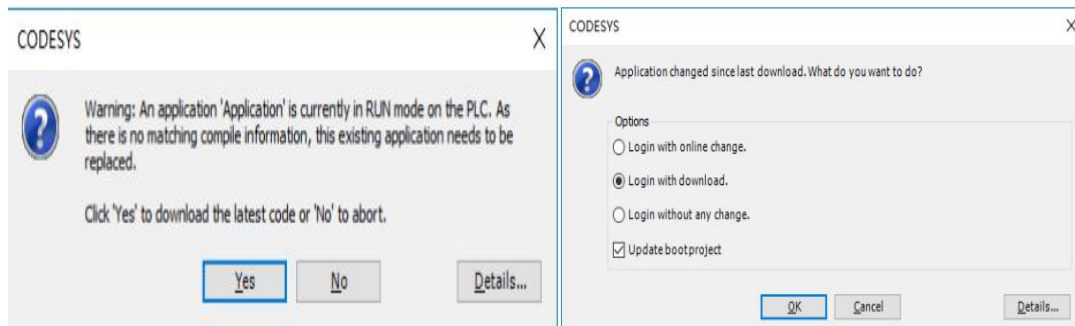 CODESYS
Warning: An application 'Application' is currently in RUN mode on the PLC. As
there is no matching compile information, this existing application needs to be
replaced.
Click 'Yes' to download the latest code or 'No' to abort.
Yes
No
Details...
CODESYS
Application changed since last download. What do you want to do?
Options
Login with online change.
Login with download.
Login without any change.
Update bootproject
OK
Cancel
Details...